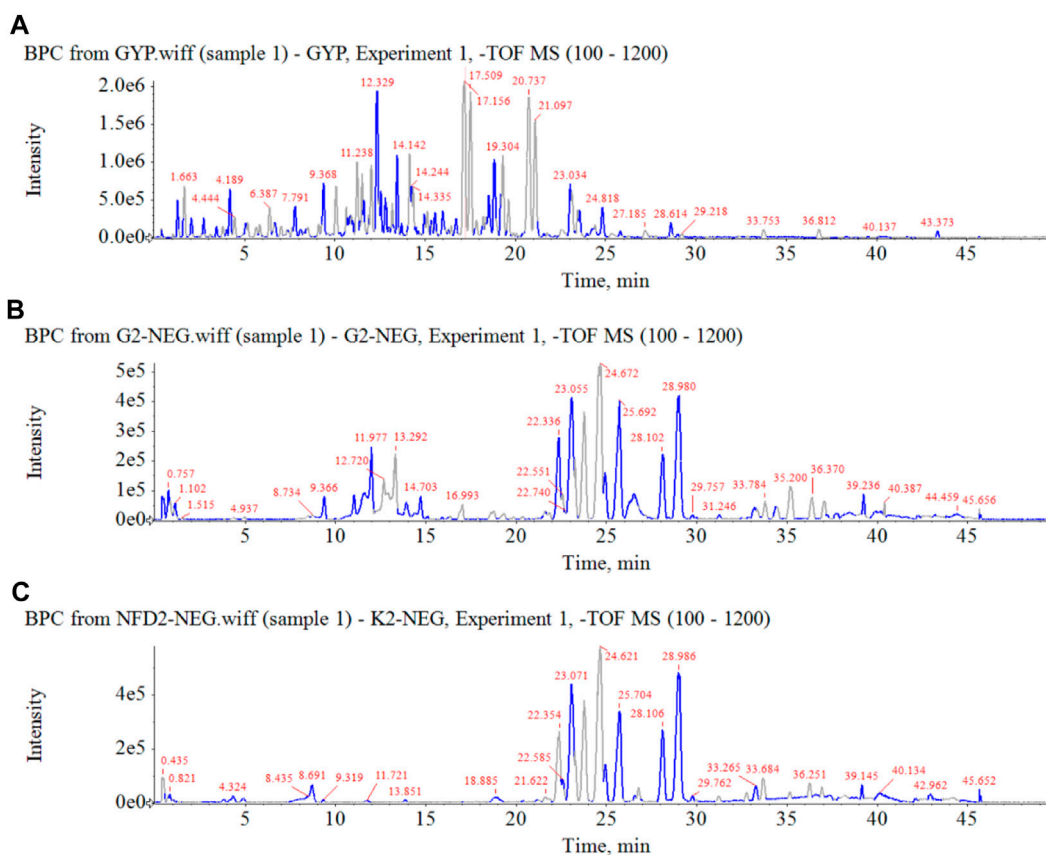 A
BPC from GYP.wiff (sample 1) - GYP, Experiment 1, -TOF MS (100 - 1200)
12.329
17.509
20.737
2.0e6
17.156
21.097
1.5e6
Intensity
14.142
19.304
11.238
1.0e6
1.663
4.189
9.368
14.244
23.034
4.444
6.387
7.791
14.335
24.818
5.0e5
27.185
28.614
29.218
33.753
36.812
40.137
43.373
0.0e0
5 10 15 20 25 30 35 40 45
Time, min
B
BPC from G2-NEG.wiff (sample 1) - G2-NEG, Experiment 1, -TOF MS (100 - 1200)
5e5
24.672
23.055
28.980
4e5
22.336
25.692
Intensity
3e5
11.977
13.292
28.102
12.720
22.551
2e5
0.757
22.740
36.370
1.102
9.366
14.703
29.757
33.784
35.200
39.236
40.387
1e5
1.515
4.937
8.734
16.993
31.246
44.459
45.656
0e0
5 10 15 20 25 30 35 40 45
Time, min
C
BPC from NFD2-NEG.wiff (sample 1) - K2-NEG, Experiment 1, -TOF MS (100 - 1200)
24.621
23.071
28.986
4e5
25.704
Intensity
22.354
28.106
2e5
22.585
0.435
8.691
33.265
33.684
0.821
4.324
8.435
9.319
11.721
18.885
21.622
29.762
36.251
39.145
40.134
13.851
42.962
45.652
0e0
5 10 15 20 25 30 35 40 45
Time, min